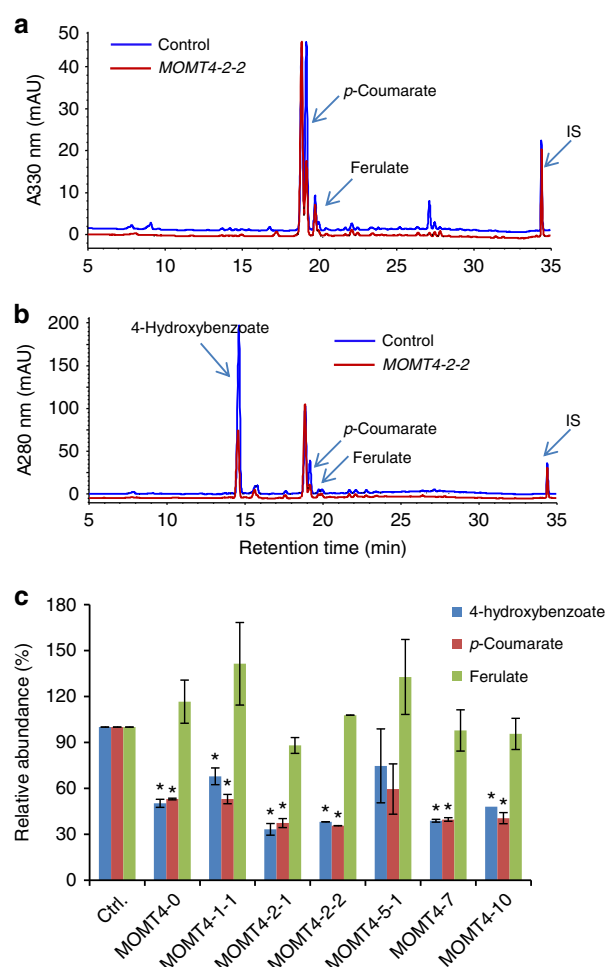 a
Control
MOMT4-2-2
p-Coumarate
Ferulate
IS
A330 nm (mAU)
50
40
30
20
10
0
5 10 15 20 25 30 35
b
4-Hydroxybenzoate
Control
MOMT4-2-2
p-Coumarate
Ferulate
IS
A280 nm (mAU)
200
150
100
50
0
5 10 15 20 25 30 35
Retention time (min)
c
4-hydroxybenzoate
p-Coumarate
Ferulate
Relative abundance (%)
180
150
120
90
60
30
0
* * * * * * * * * * * *
Ctrl. MOMT4-0 MOMT4-1-1 MOMT4-2-1 MOMT4-2-2 MOMT4-5-1 MOMT4-7 MOMT4-10